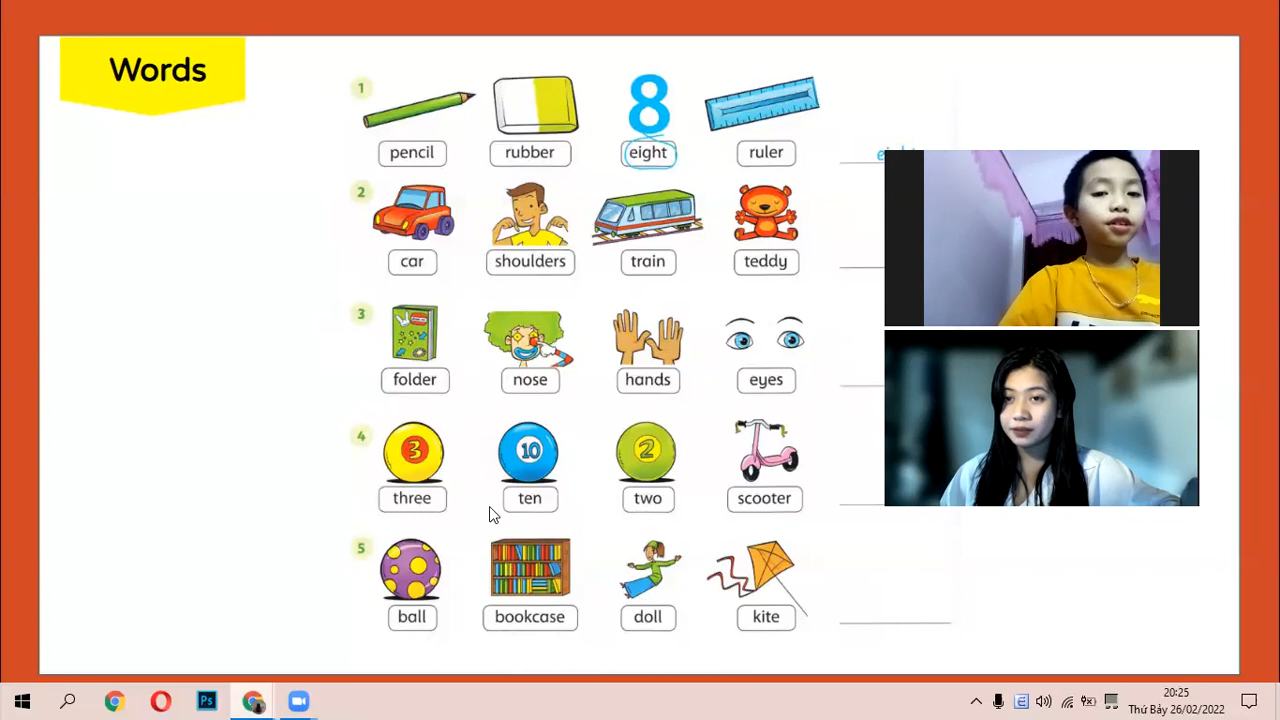 Words
1
8
pencil rubber eight ruler
2
car shoulders train teddy
3
folder nose hands eyes
4
3 10 2
three ten two scooter
5
ball bookcase doll kite
Ps
20:25
Thứ Bảy 26/02/2022